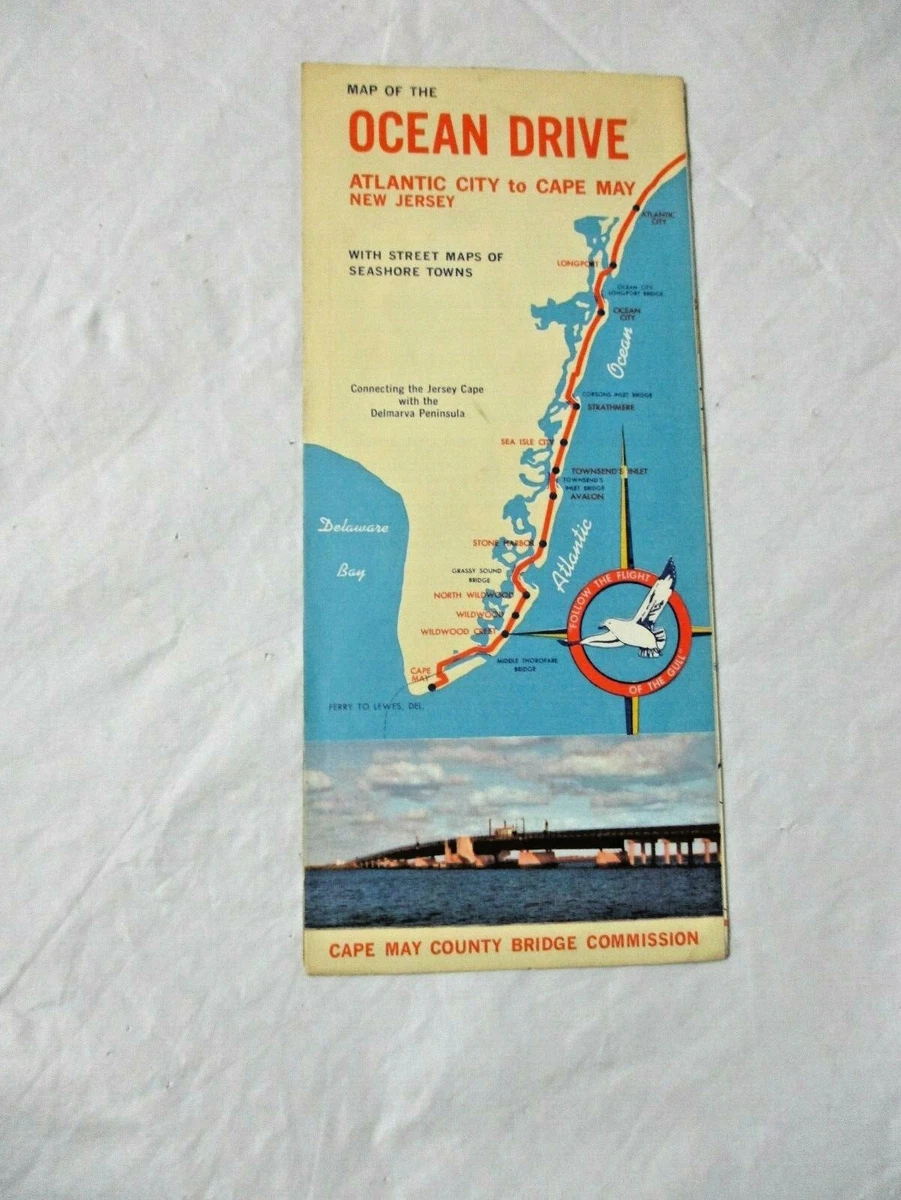 MAP OF THE
OCEAN DRIVE
ATLANTIC CITY to CAPE MAY
NEW JERSEY
WITH STREET MAPS OF
SEASHORE TOWNS
Connecting the Jersey Cape
with the
Delmarva Peninsula
ATLANTIC
CITY
LONGPORT
OCEAN CITY
LONGPORT BRIDGE
OCEAN
CITY
Ocean
CORSONS INLET BRIDGE
STRATHMERE
SEA ISLE CITY
TOWNSEND'S INLET
TOWNSEND'S
INLET BRIDGE
AVALON
Delaware
Bay
STONE HARBOR
Atlantic
GRASSY SOUND
BRIDGE
NORTH WILDWOOD
WILDWOOD
WILDWOOD CREST
MIDDLE THOROFARE
BRIDGE
CAPE
MAY
FERRY TO LEWES, DEL.
"FOLLOW THE FLIGHT
OF THE GULL"
CAPE MAY COUNTY BRIDGE COMMISSION